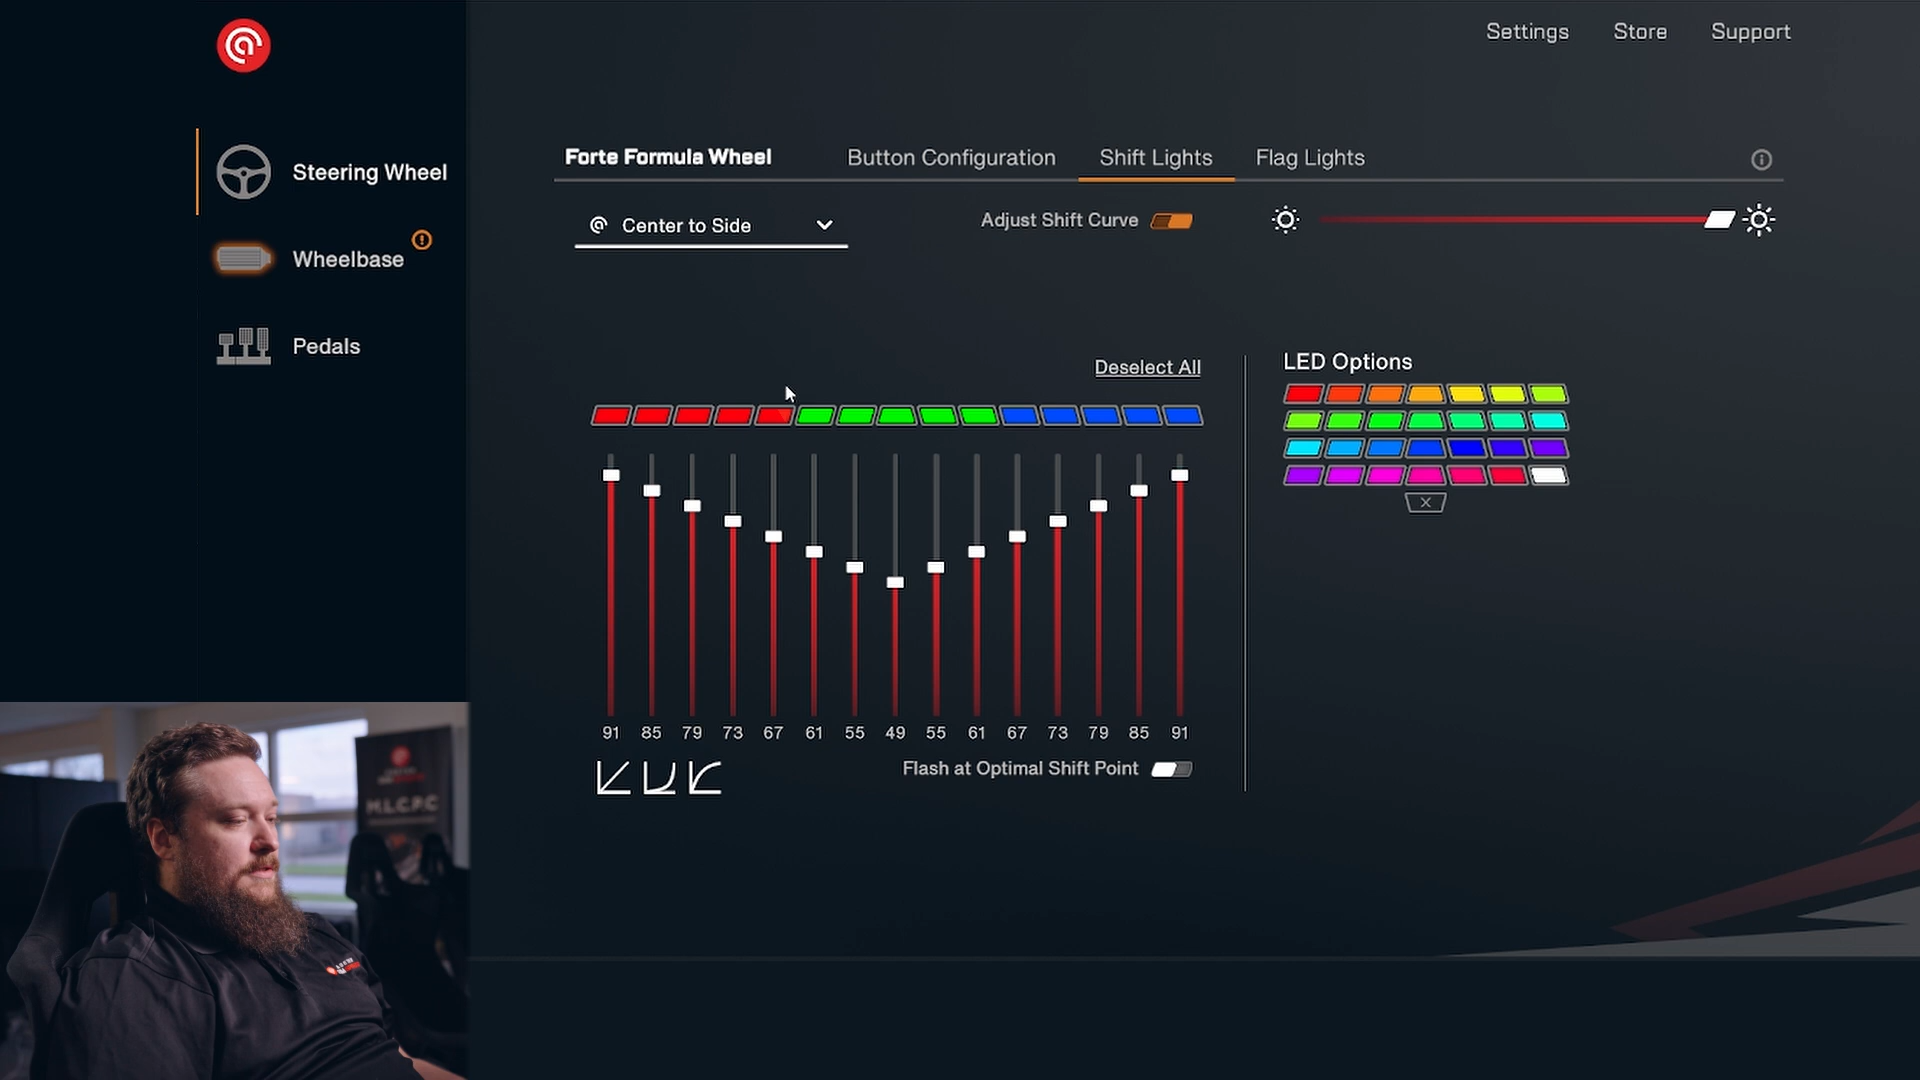 Settings Store Support
Steering Wheel
Wheelbase
Pedals
Forte Formula Wheel Button Configuration Shift Lights Flag Lights
Center to Side
Adjust Shift Curve
Deselect All
LED Options
91 85 79 73 67 61 55 49 55 61 67 73 79 85 91
Flash at Optimal Shift Point
M.L.C.P.C